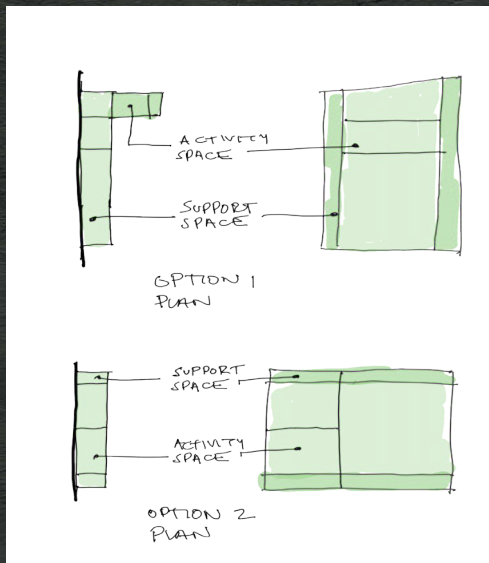 ACTIVITY
SPACE
SUPPORT
SPACE
OPTION 1
PLAN
SUPPORT
SPACE
ACTIVITY
SPACE
OPTION 2
PLAN